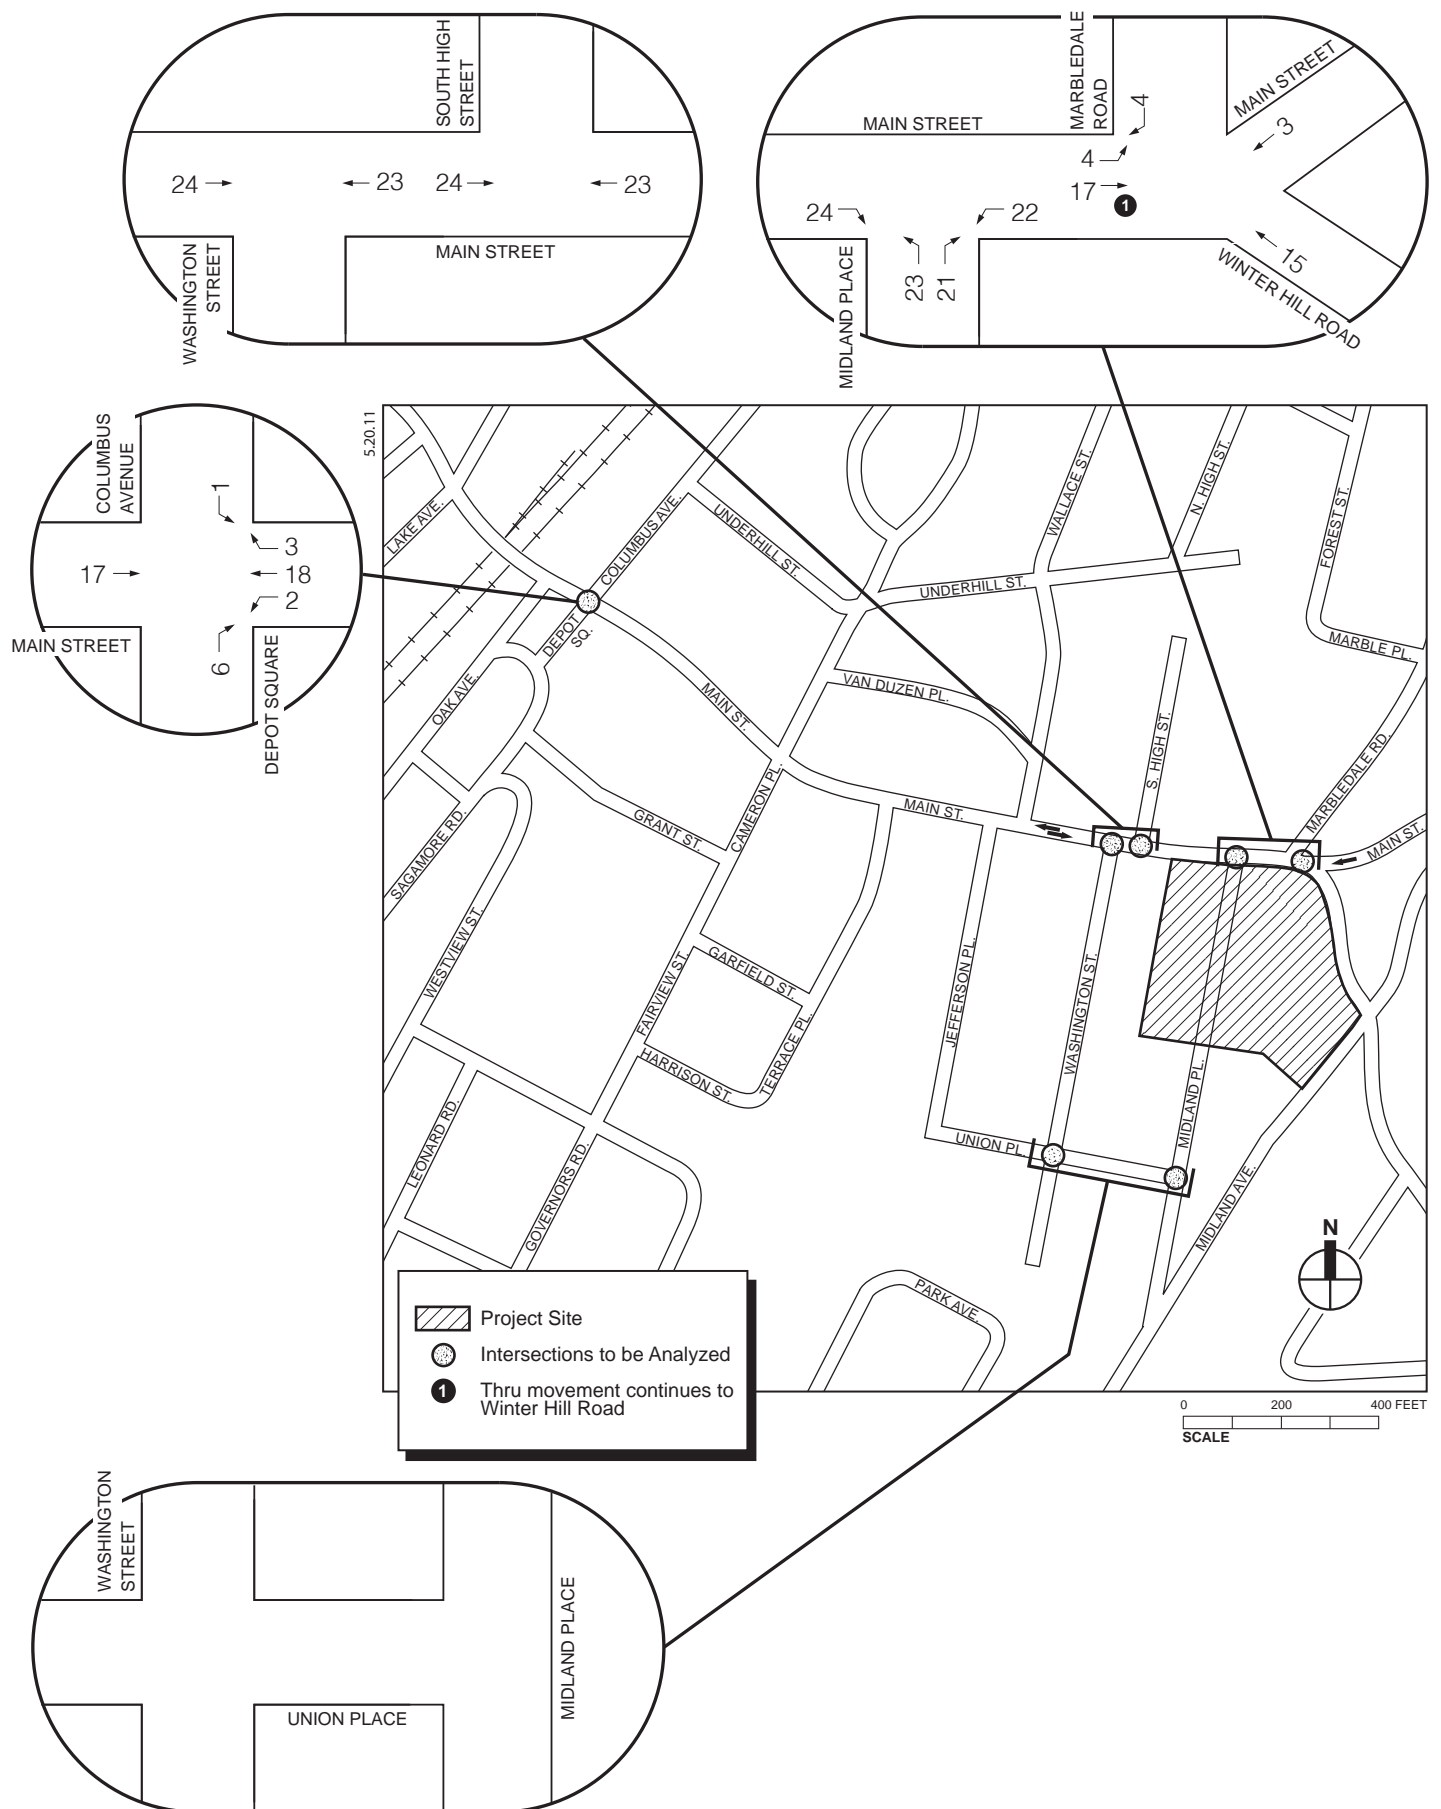 SOUTH HIGH
STREET
24
23
24
23
WASHINGTON
STREET
MAIN STREET
MARBLEDALE
ROAD
MAIN STREET
MAIN STREET
4
3
4
17
1
24
22
23
21
15
MIDLAND PLACE
WINTER HILL ROAD
COLUMBUS
AVENUE
1
3
17
18
2
6
MAIN STREET
DEPOT SQUARE
5.20.11
LAKE AVE.
COLUMBUS AVE.
UNDERHILL ST.
WALLACE ST.
N. HIGH ST.
FOREST ST.
UNDERHILL ST.
DEPOT
SQ.
MARBLE PL.
OAK AVE.
MAIN ST.
VAN DUZEN PL.
S. HIGH ST.
MARBLEDALE RD.
SAGAMORE RD.
GRANT ST.
CAMERON PL.
MAIN ST.
MAIN ST.
WESTVIEW ST.
FAIRVIEW ST.
GARFIELD ST.
JEFFERSON PL.
WASHINGTON ST.
HARRISON ST.
TERRACE PL.
MIDLAND PL.
LEONARD RD.
GOVERNORS RD.
UNION PL.
MIDLAND AVE.
N
PARK AVE.
Project Site
Intersections to be Analyzed
1
Thru movement continues to
Winter Hill Road
0 200 400 FEET
SCALE
WASHINGTON
STREET
MIDLAND PLACE
UNION PLACE